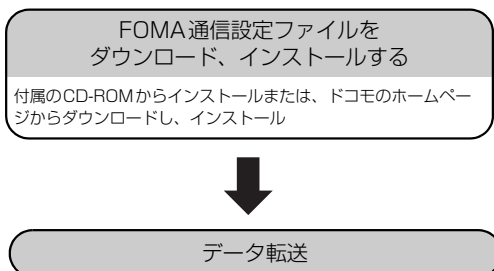 FOMA通信設定ファイルを
ダウンロード、インストールする
付属のCD-ROMからインストールまたは、ドコモのホームペー
ジからダウンロードし、インストール
データ転送